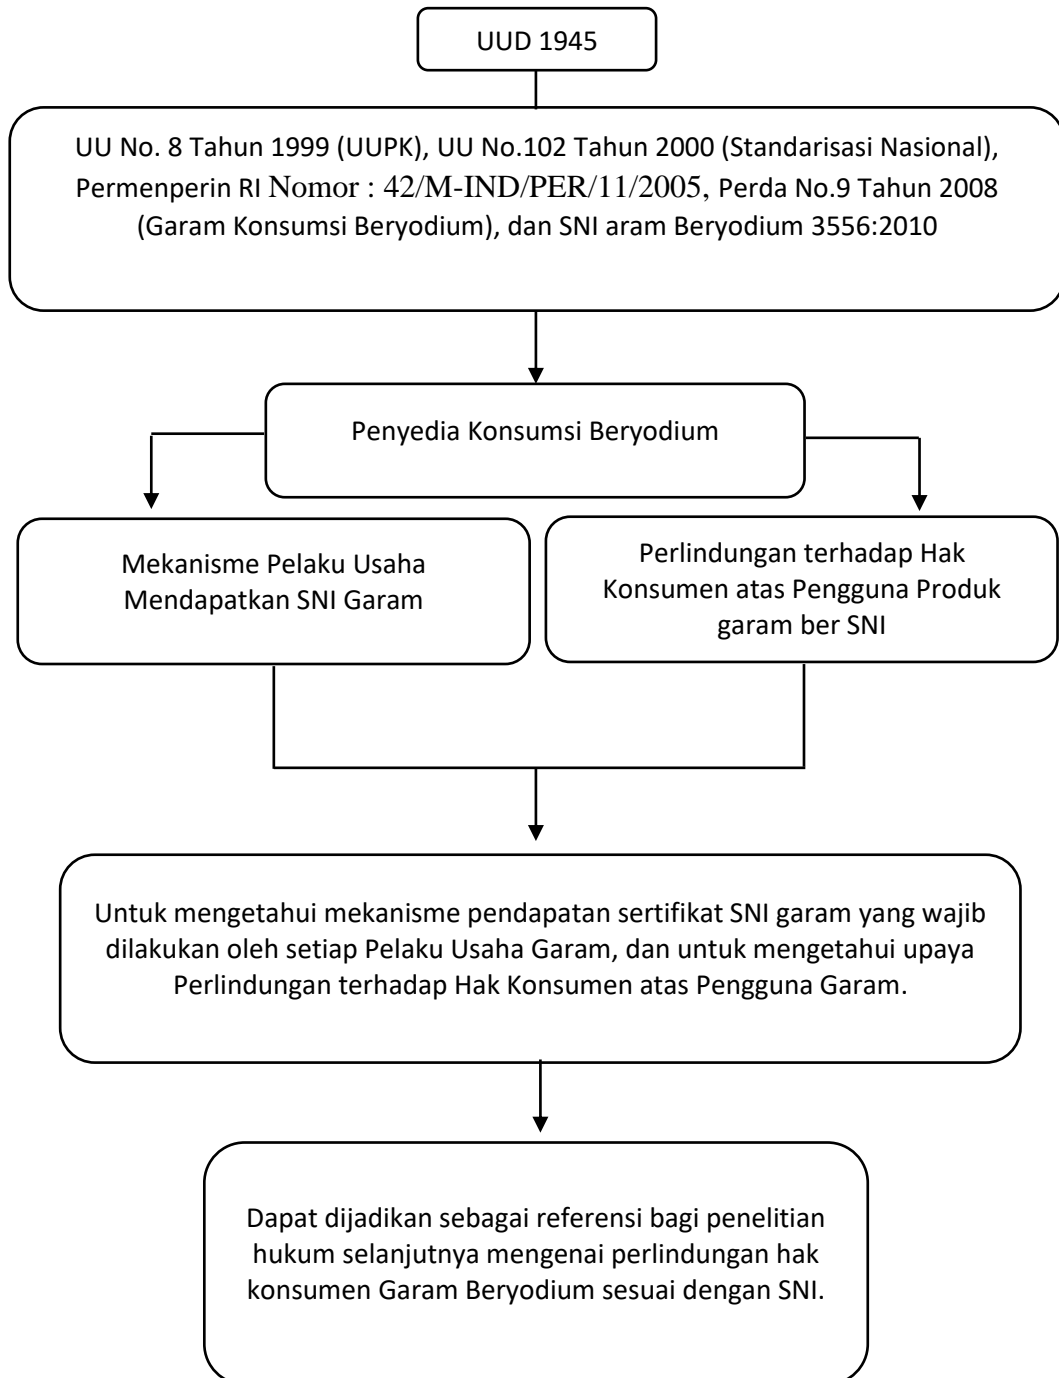 UUD 1945
UU No. 8 Tahun 1999 (UUPK), UU No.102 Tahun 2000 (Standarisasi Nasional),
Permenperin RI Nomor : 42/M-IND/PER/11/2005, Perda No.9 Tahun 2008
(Garam Konsumsi Beryodium), dan SNI aram Beryodium 3556:2010
Penyedia Konsumsi Beryodium
Mekanisme Pelaku Usaha
Mendapatkan SNI Garam
Perlindungan terhadap Hak
Konsumen atas Pengguna Produk
garam ber SNI
Untuk mengetahui mekanisme pendapatan sertifikat SNI garam yang wajib
dilakukan oleh setiap Pelaku Usaha Garam, dan untuk mengetahui upaya
Perlindungan terhadap Hak Konsumen atas Pengguna Garam.
Dapat dijadikan sebagai referensi bagi penelitian
hukum selanjutnya mengenai perlindungan hak
konsumen Garam Beryodium sesuai dengan SNI.